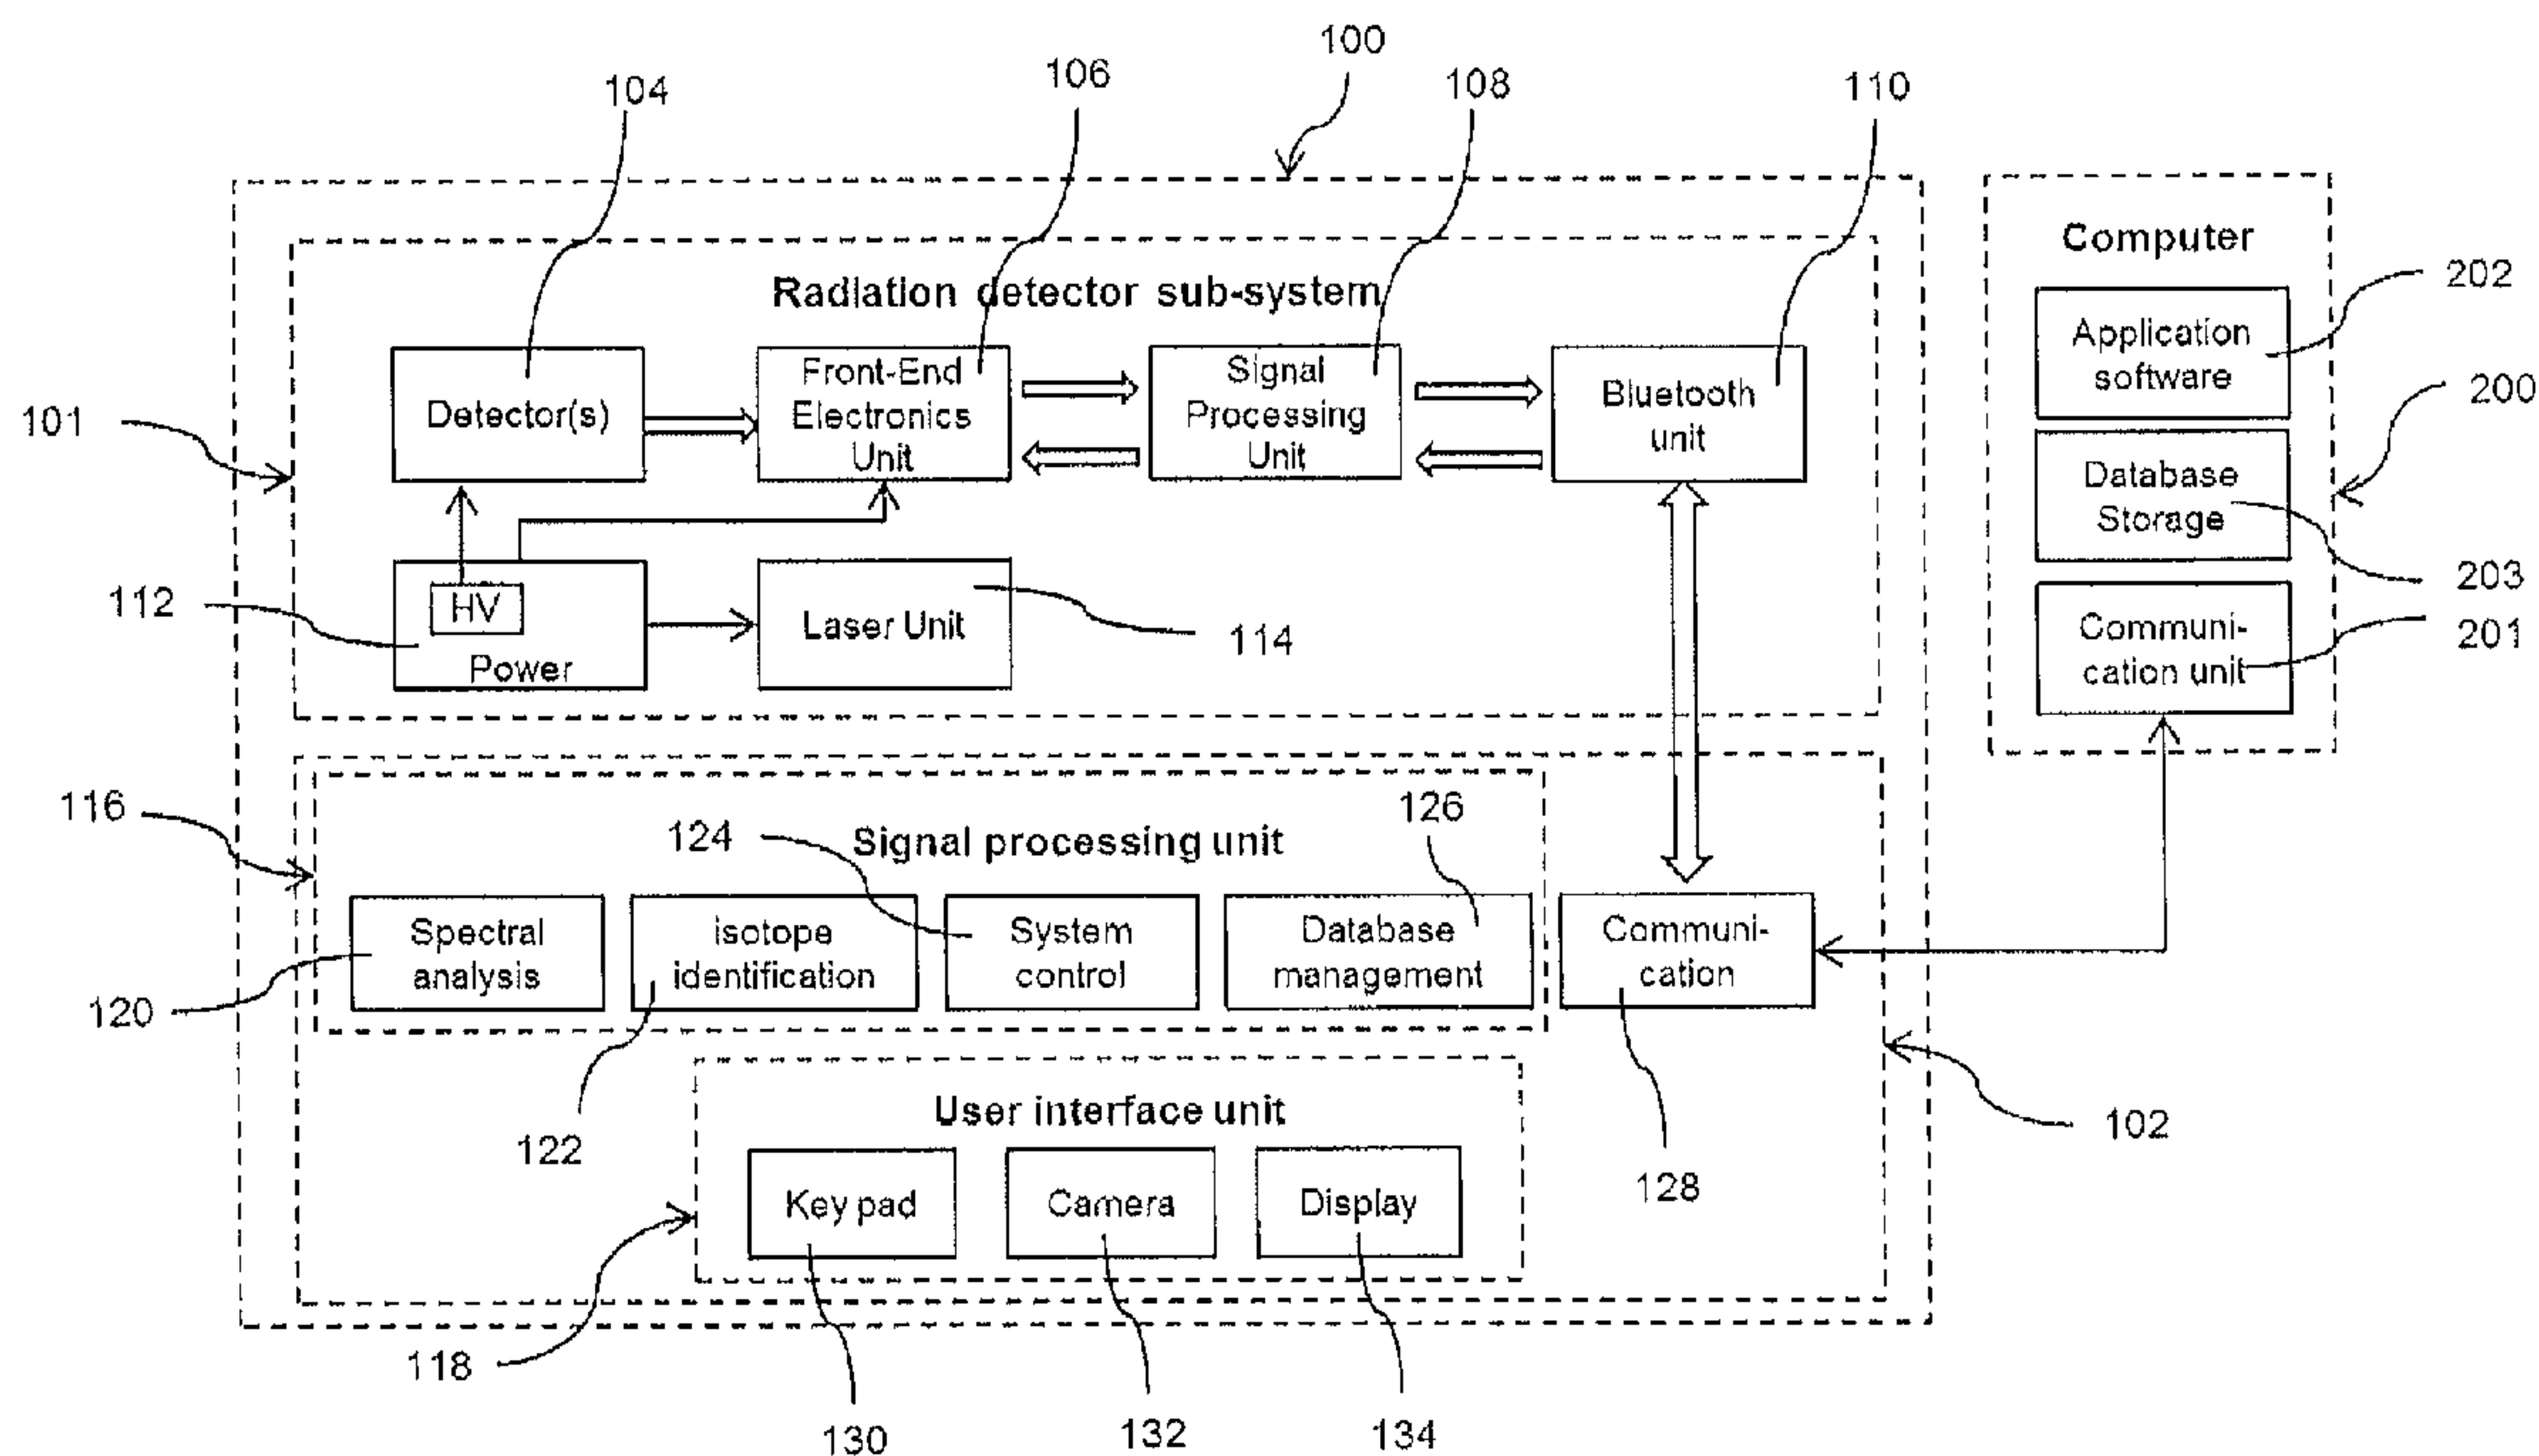 100
104
106
108
110
Radiation detector sub-system
Computer
202
Application
software
200
101
Detector(s)
Front-End
Electronics
Unit
Signal
Processing
Unit
Bluetooth
unit
Database
Storage
203
112
HV
Power
Laser Unit
114
Communi-
cation unit
201
116
124
Signal processing unit
126
Spectral
analysis
Isotope
identification
System
control
Database
management
Communi-
cation
120
122
User interface unit
102
128
Key pad
Camera
Display
118
130
132
134